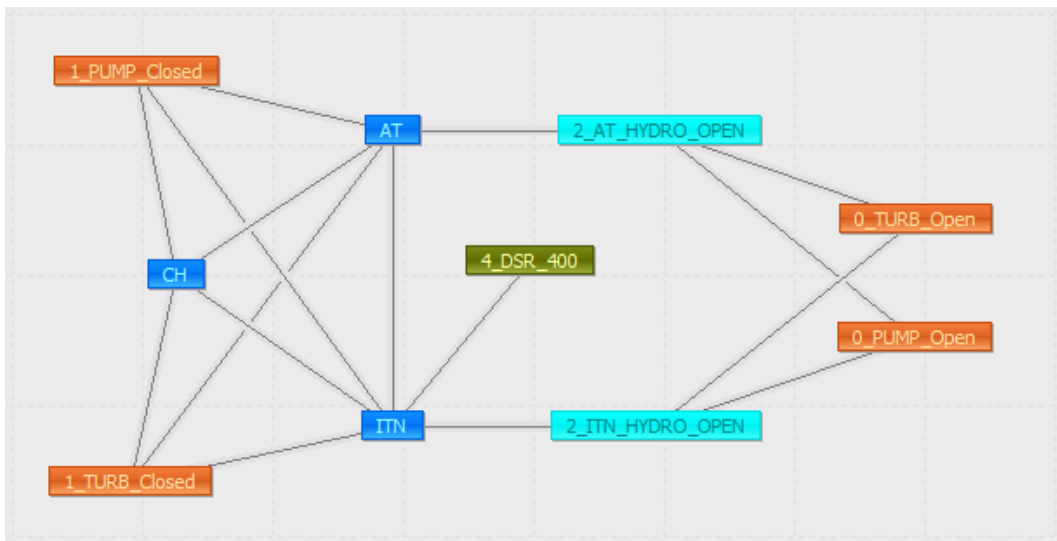 1_PUMP_Closed
AT
2_AT_HYDRO_OPEN
0_TURB_Open
4_DSR_400
CH
0_PUMP_Open
ITN
2_ITN_HYDRO_OPEN
1_TURB_Closed